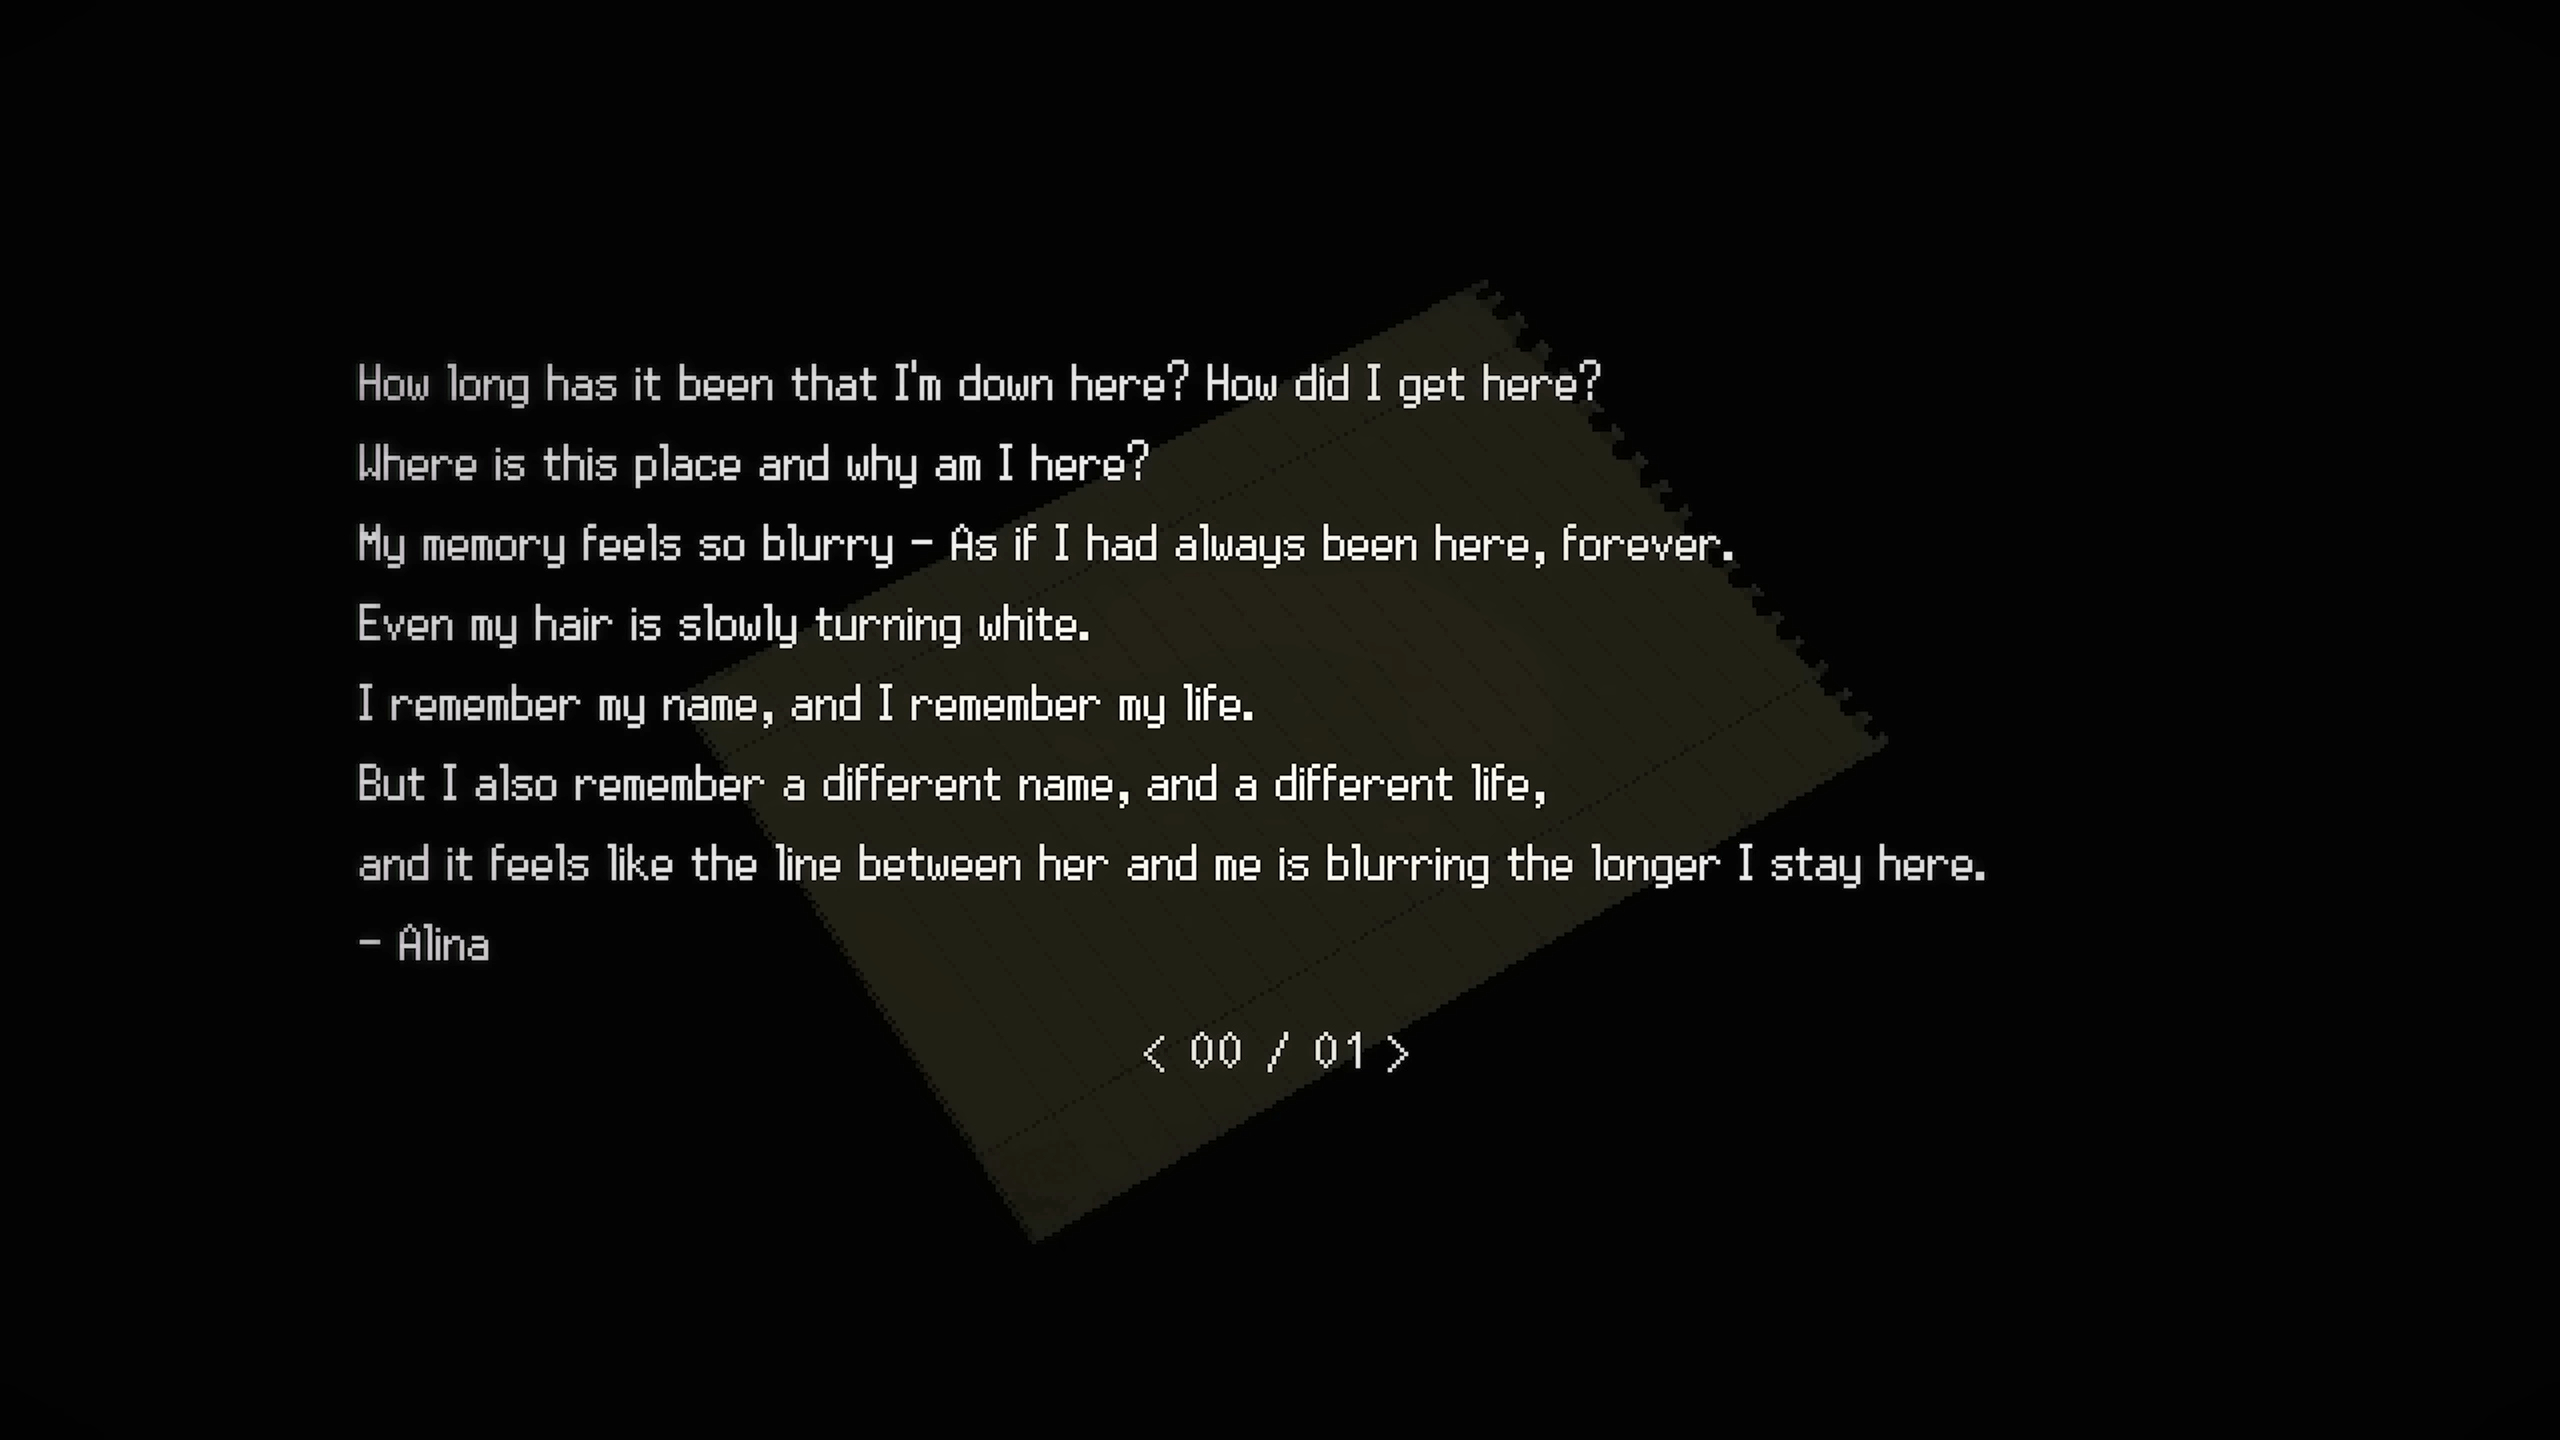 How long has it been that I'm down here? How did I get here?
Where is this place and why am I here?
My memory feels so blurry - As if I had always been here, forever.
Even my hair is slowly turning white.
I remember my name, and I remember my life.
But I also remember a different name, and a different life,
and it feels like the line between her and me is blurring the longer I stay here.
- Alina
< 00 / 01 >